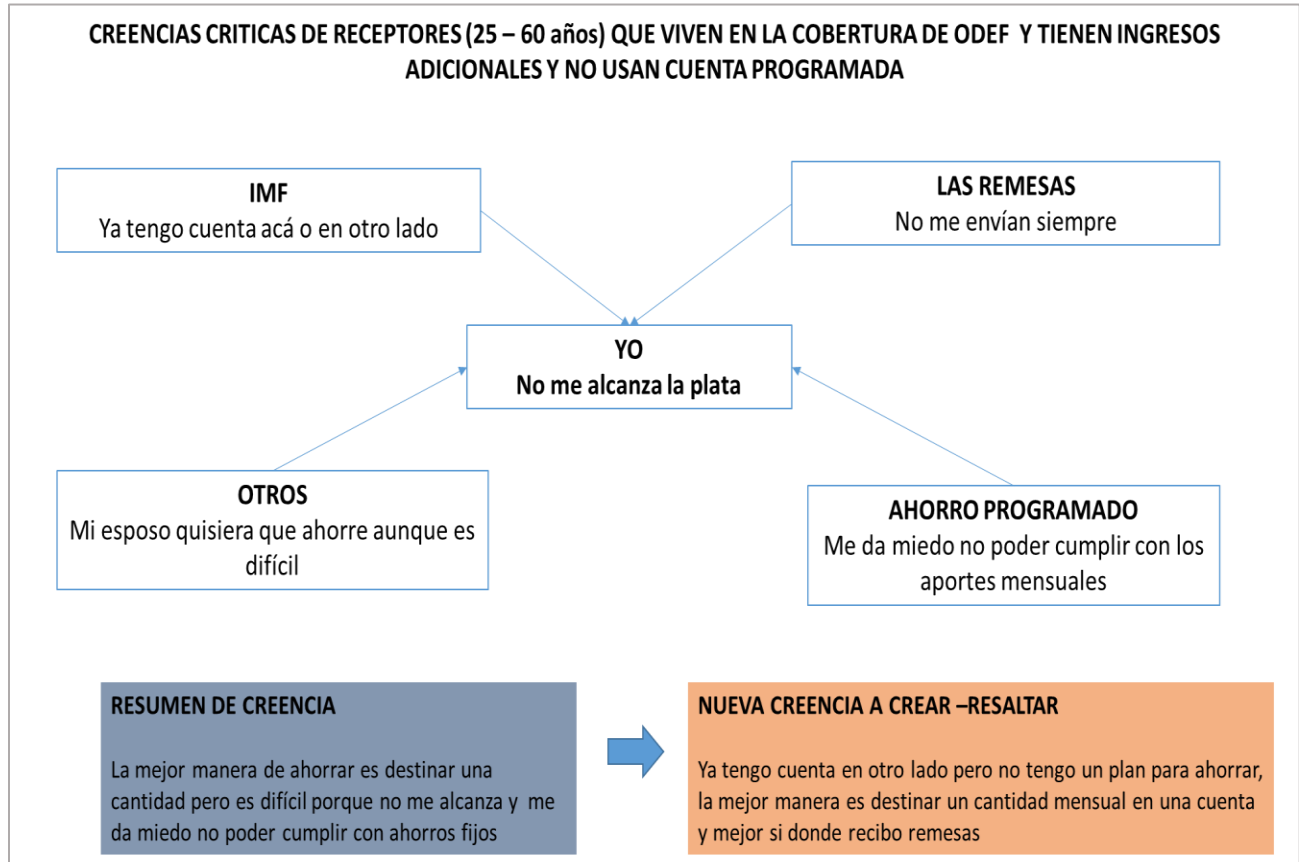 CREENCIAS CRITICAS DE RECEPTORES (25 – 60 años) QUE VIVEN EN LA COBERTURA DE ODEF Y TIENEN INGRESOS
ADICIONALES Y NO USAN CUENTA PROGRAMADA
IMF
Ya tengo cuenta acá o en otro lado
LAS REMESAS
No me envían siempre
YO
No me alcanza la plata
OTROS
Mi esposo quisiera que ahorre aunque es
difícil
AHORRO PROGRAMADO
Me da miedo no poder cumplir con los
aportes mensuales
RESUMEN DE CREENCIA
La mejor manera de ahorrar es destinar una
cantidad pero es difícil porque no me alcanza y me
da miedo no poder cumplir con ahorros fijos
NUEVA CREENCIA A CREAR –RESALTAR
Ya tengo cuenta en otro lado pero no tengo un plan para ahorrar,
la mejor manera es destinar un cantidad mensual en una cuenta
y mejor si donde recibo remesas